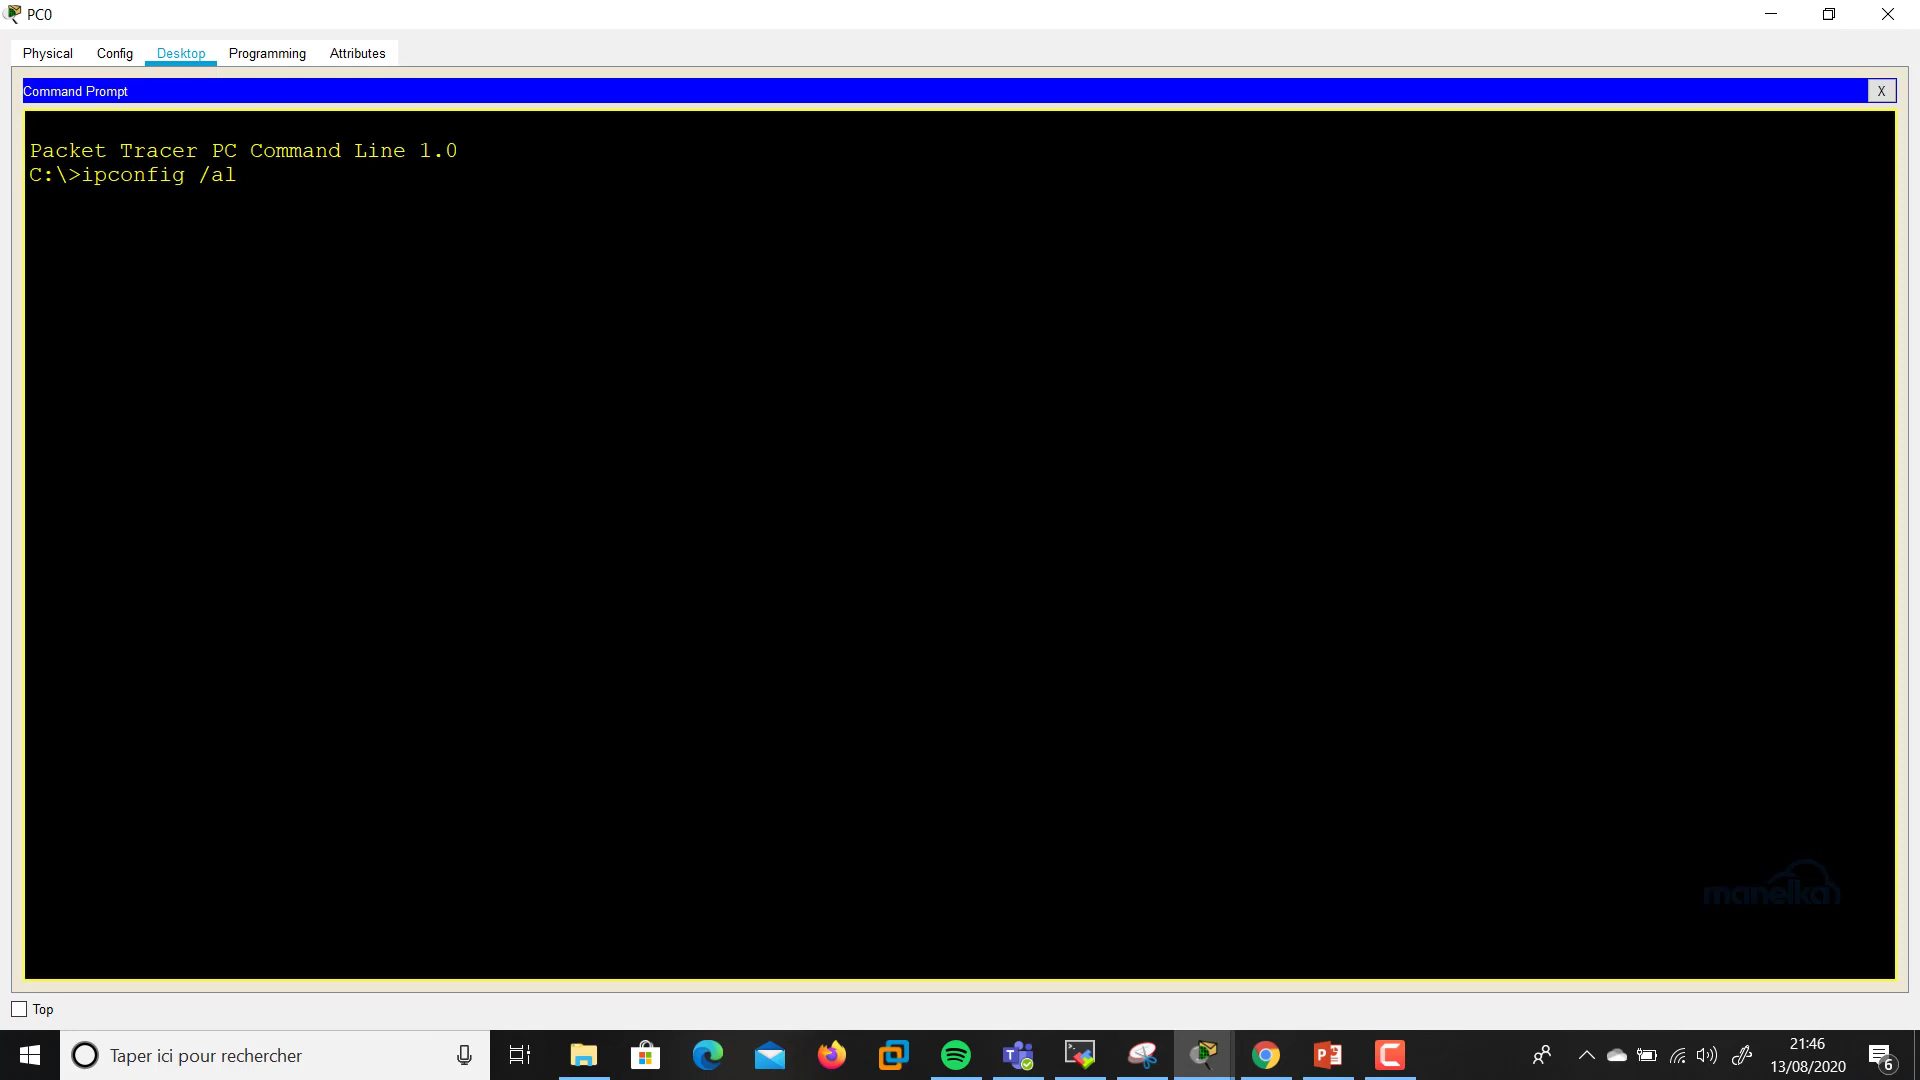 PC0
Physical
Config
Desktop
Programming
Attributes
Command Prompt
X
Packet Tracer PC Command Line 1.0
C:\>ipconfig /al
manelka
Top
Taper ici pour rechercher
21:46
13/08/2020
6